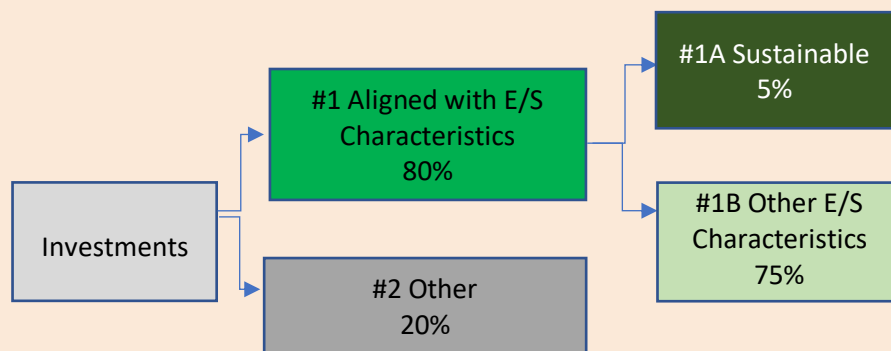 Investments
#1 Aligned with E/S
Characteristics
80%
#2 Other
20%
#1A Sustainable
5%
#1B Other E/S
Characteristics
75%